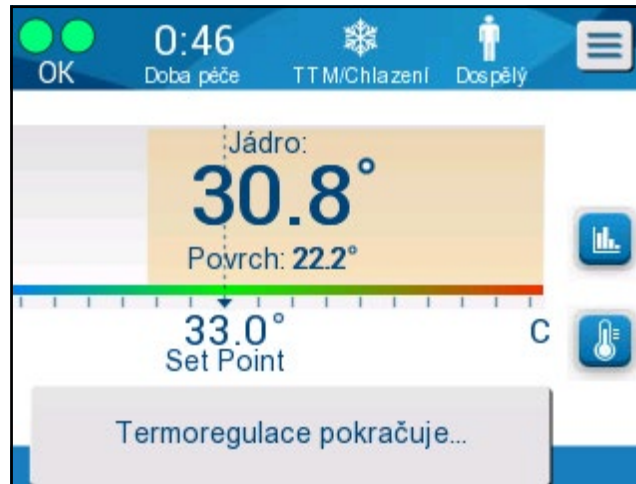 OK
0:46
Doba péče
TTM/Chlazení
Dospělý
Jádro:
30.8°
Povrch: 22.2°
33.0°
C
Set Point
Termoregulace pokračuje...